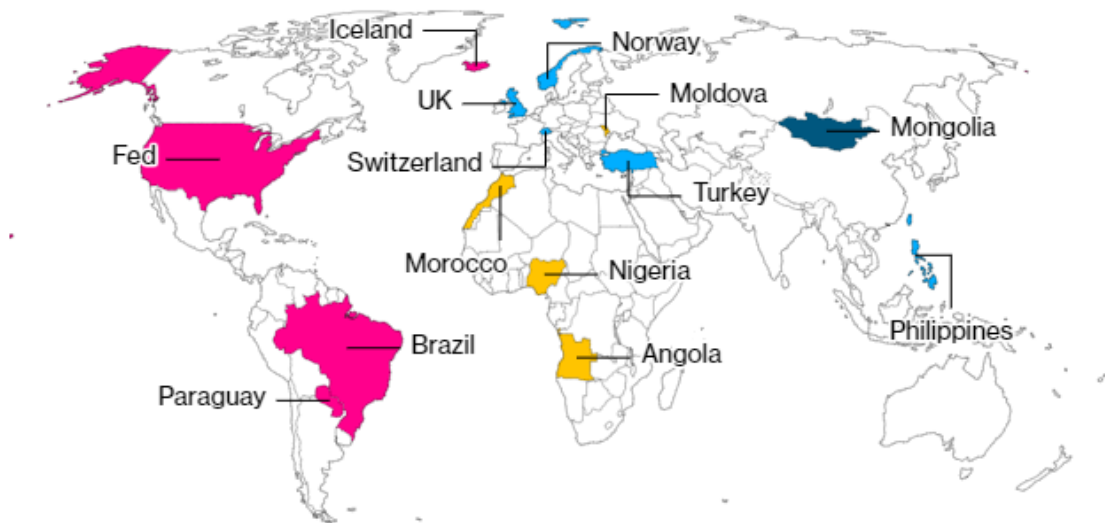 Iceland
Norway
UK
Moldova
Mongolia
Fed
Switzerland
Turkey
Morocco
Nigeria
Philippines
Brazil
Angola
Paraguay